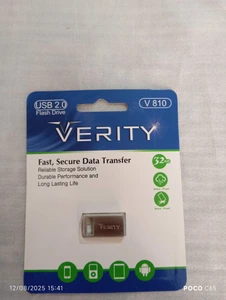 USB 2.0
Flash Drive
V 810
VERITY
Fast, Secure Data Transfer
Reliable Storage Solution
Durable Performance and
Long Lasting Life
32GB
VERITY
12/08/2025 15:41
POCO C65